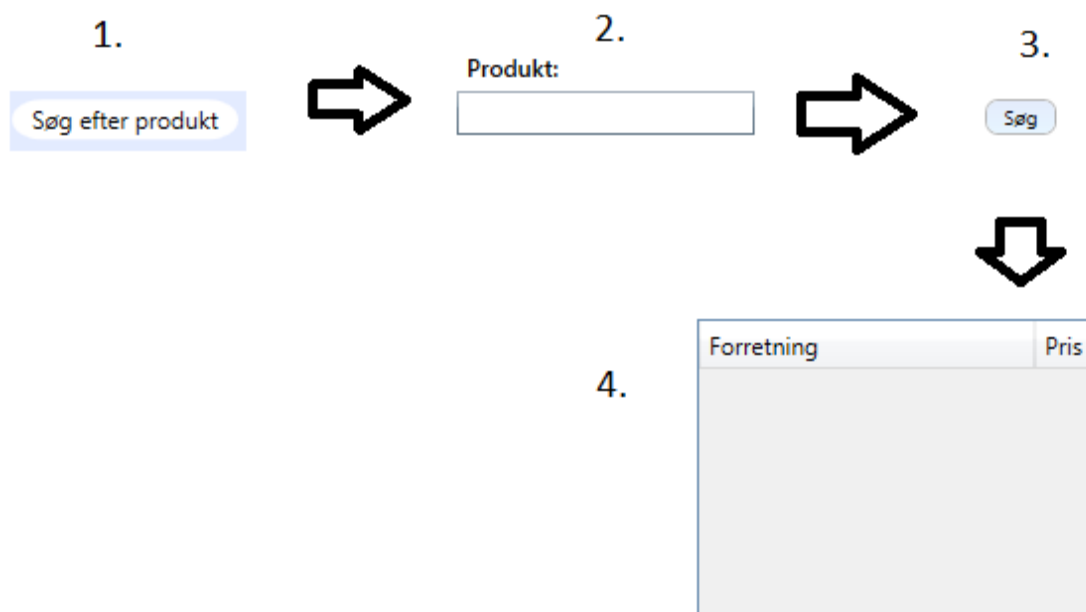 1.
2.
3.
Produkt:
Søg efter produkt
Søg
4.
Forretning
Pris